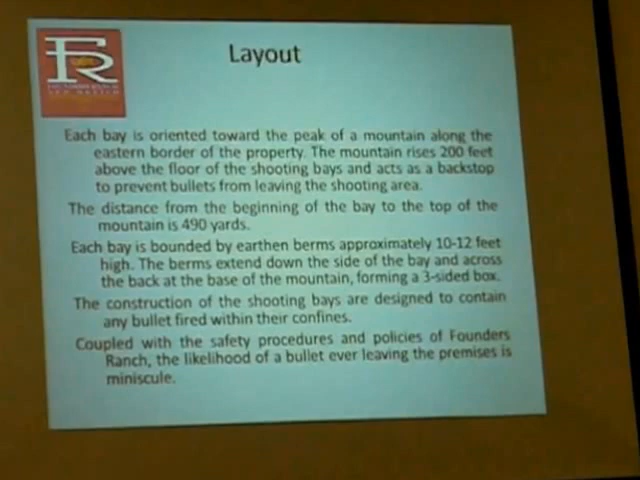 FR
Layout
Each bay is oriented toward the peak of a mountain along the
eastern border of the property. The mountain rises 200 feet
above the floor of the shooting bays and acts as a backstop
to prevent bullets from leaving the shooting area.
The distance from the beginning of the bay to the top of the
mountain is 490 yards.
Each bay is bounded by earthen berms approximately 10-12 feet
high. The berms extend down the side of the bay and across
the back at the base of the mountain, forming a 3-sided box.
The construction of the shooting bays are designed to contain
any bullet fired within their confines.
Coupled with the safety procedures and policies of Founders
Ranch, the likelihood of a bullet ever leaving the premises is
miniscule.